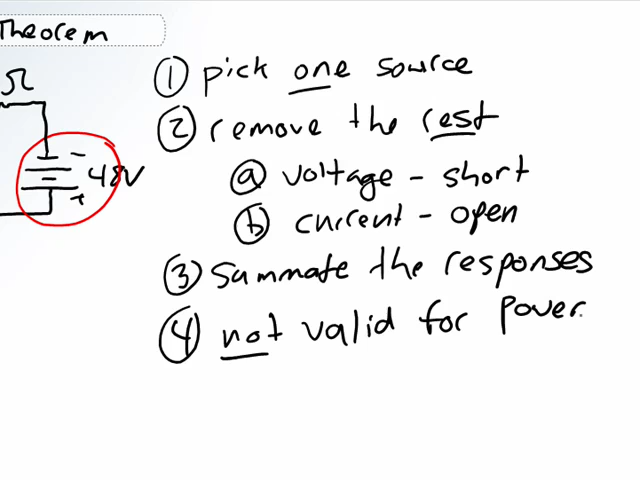 Theorem
Ω
- 48V
+
① pick one source
② remove the rest
ⓐ voltage - short
ⓑ current - open
③ summate the responses
④ not valid for power.